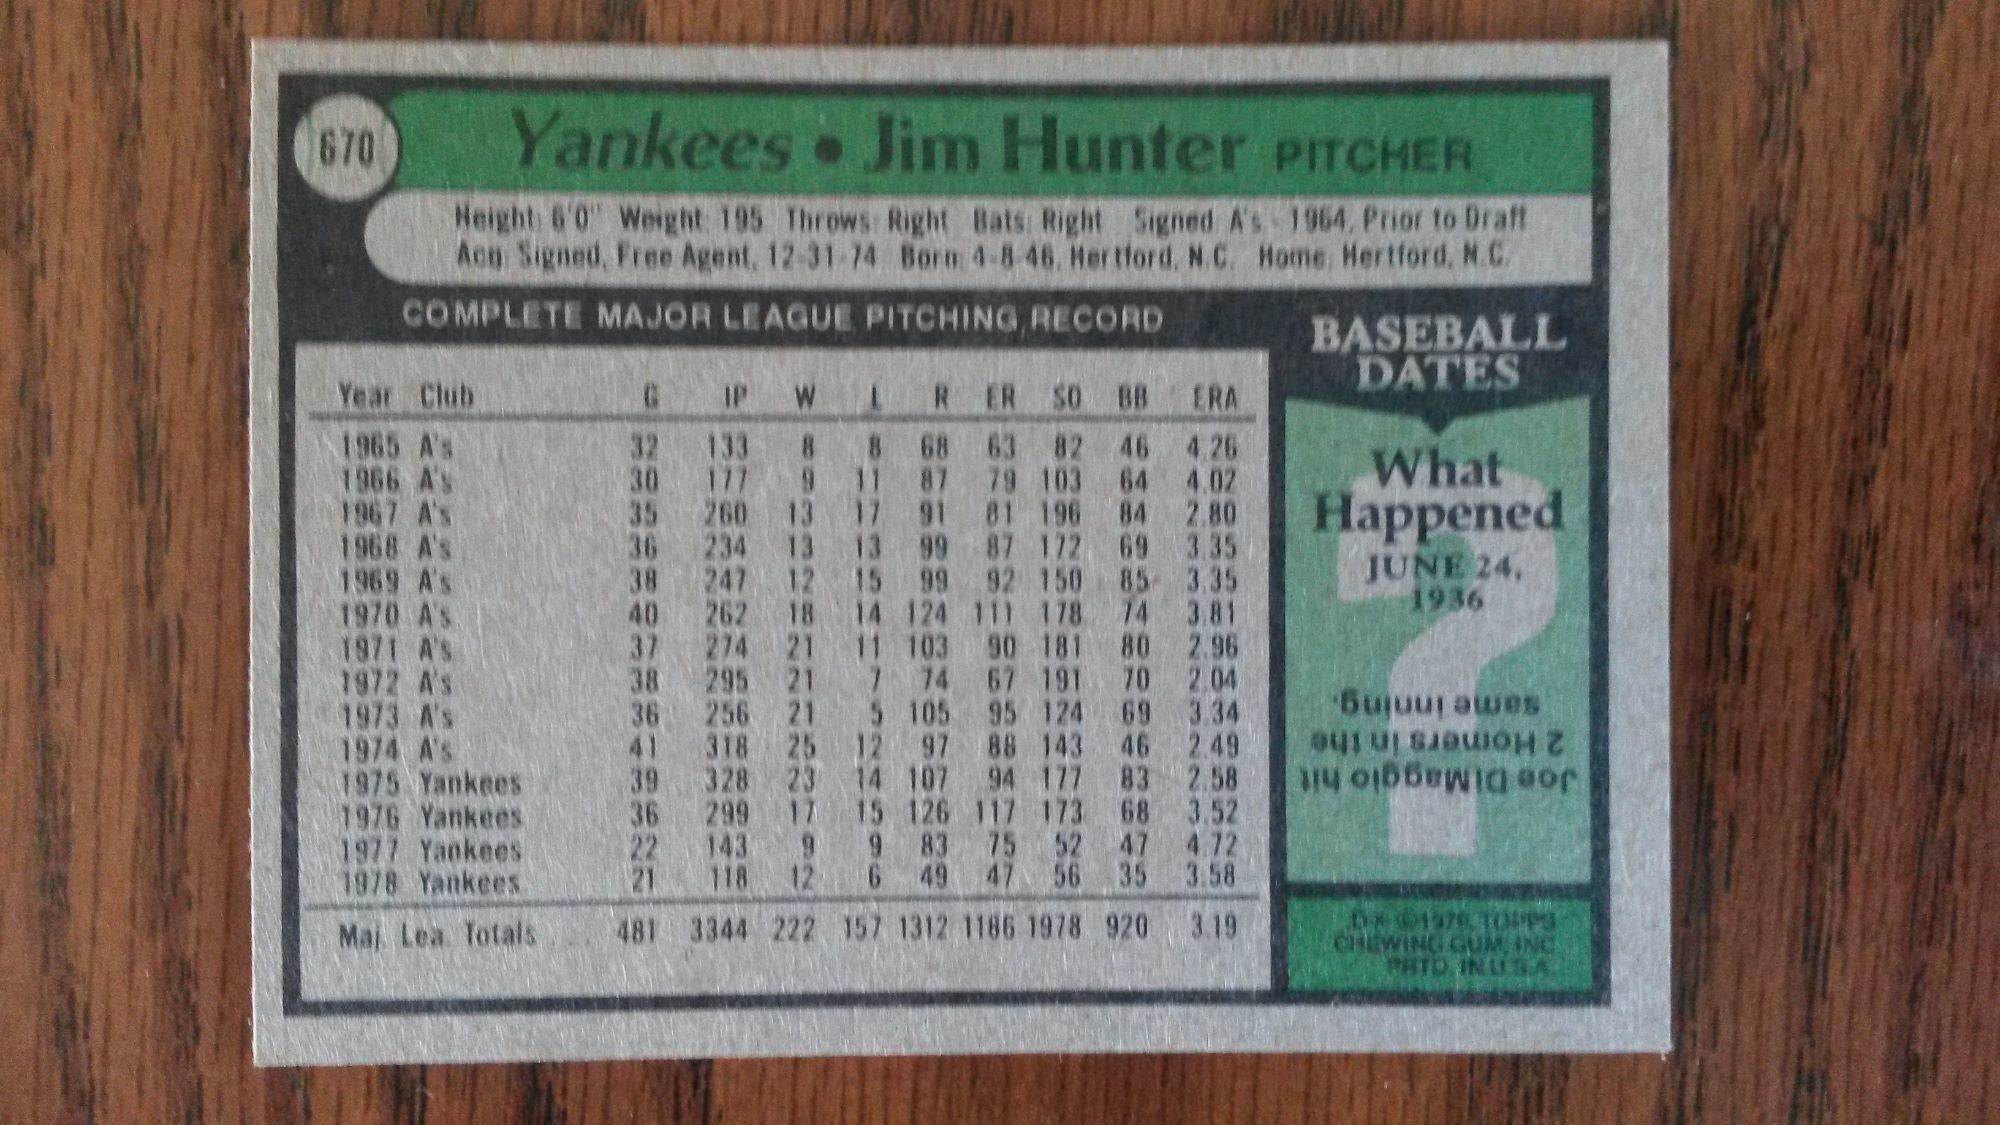 670
Yankees • Jim Hunter PITCHER
Height: 6'0" Weight: 195 Throws: Right Bats: Right Signed: A's - 1964, Prior to Draft
Acq: Signed, Free Agent, 12-31-74 Born: 4-8-46, Hertford, N.C. Home: Hertford, N.C.
COMPLETE MAJOR LEAGUE PITCHING RECORD
Year Club G IP W L R ER SO BB ERA
1965 A's 32 133 8 8 68 63 82 46 4.26
1966 A's 30 177 9 11 87 79 103 64 4.02
1967 A's 35 260 13 17 91 81 196 84 2.80
1968 A's 36 234 13 13 99 87 172 69 3.35
1969 A's 38 247 12 15 99 92 150 85 3.35
1970 A's 40 262 18 14 124 111 178 74 3.81
1971 A's 37 274 21 11 103 90 181 80 2.96
1972 A's 38 295 21 7 74 67 191 70 2.04
1973 A's 36 256 21 5 105 95 124 69 3.34
1974 A's 41 318 25 12 97 88 143 46 2.49
1975 Yankees 39 328 23 14 107 94 177 83 2.58
1976 Yankees 36 299 17 15 126 117 173 68 3.52
1977 Yankees 22 143 9 9 83 75 52 47 4.72
1978 Yankees 21 118 12 6 49 47 56 35 3.58
Maj. Lea. Totals ... 481 3344 222 157 1312 1186 1978 920 3.19
BASEBALL
DATES
What
Happened
JUNE 24,
1936
?
Joe DiMaggio hit
2 Homers in the
same inning.
D* © 1979, TOPPS
CHEWING GUM, INC.
PRTD. IN U.S.A.